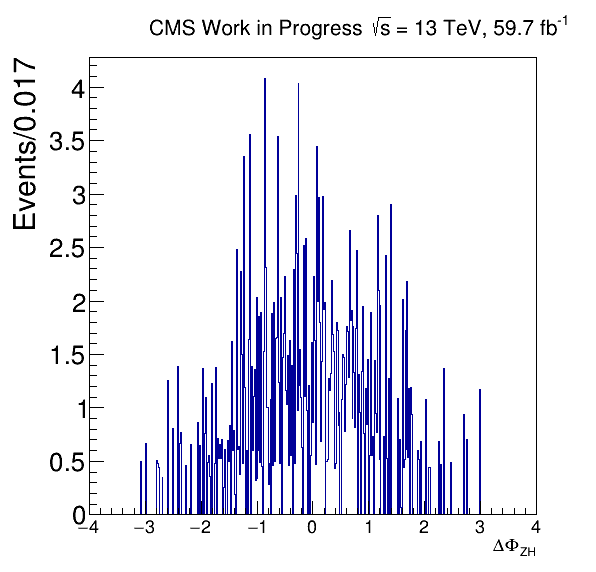 CMS Work in Progress √s = 13 TeV, 59.7 fb⁻¹
Events/0.017
4
3.5
3
2.5
2
1.5
1
0.5
0
−4 −3 −2 −1 0 1 2 3 4
ΔΦ_ZH